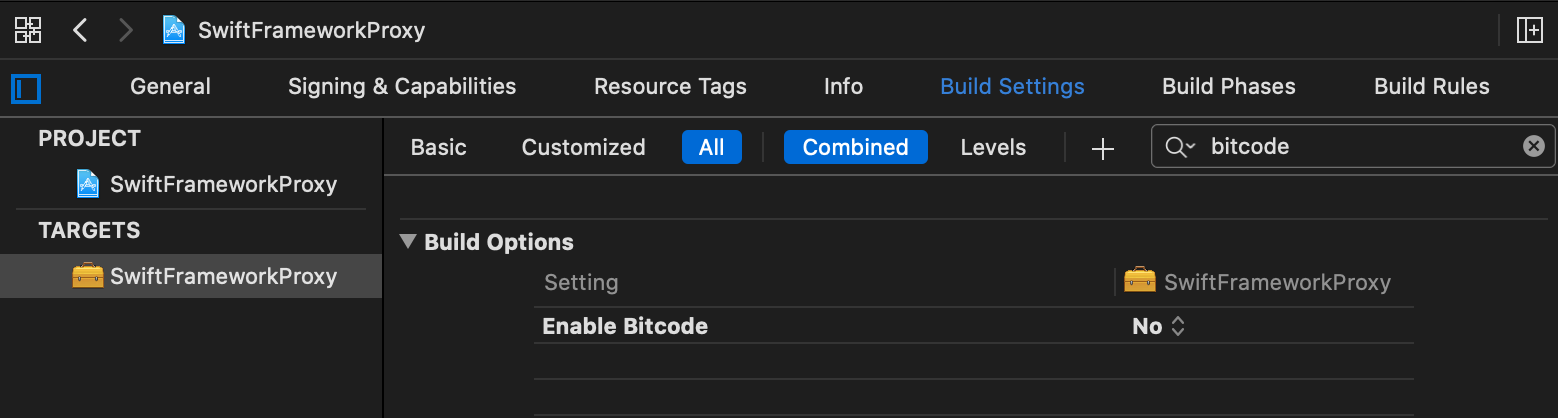 SwiftFrameworkProxy
General Signing & Capabilities Resource Tags Info Build Settings Build Phases Build Rules
PROJECT
SwiftFrameworkProxy
TARGETS
SwiftFrameworkProxy
Basic Customized All Combined Levels bitcode
Build Options
Setting SwiftFrameworkProxy
Enable Bitcode No